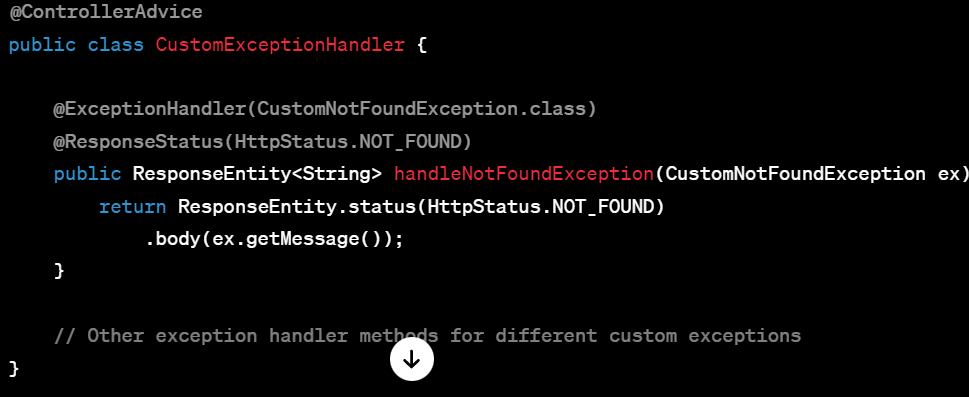 @ControllerAdvice
public class CustomExceptionHandler {
@ExceptionHandler(CustomNotFoundException.class)
@ResponseStatus(HttpStatus.NOT_FOUND)
public ResponseEntity<String> handleNotFoundException(CustomNotFoundException ex)
return ResponseEntity.status(HttpStatus.NOT_FOUND)
.body(ex.getMessage());
}
// Other exception handler methods for different custom exceptions
}